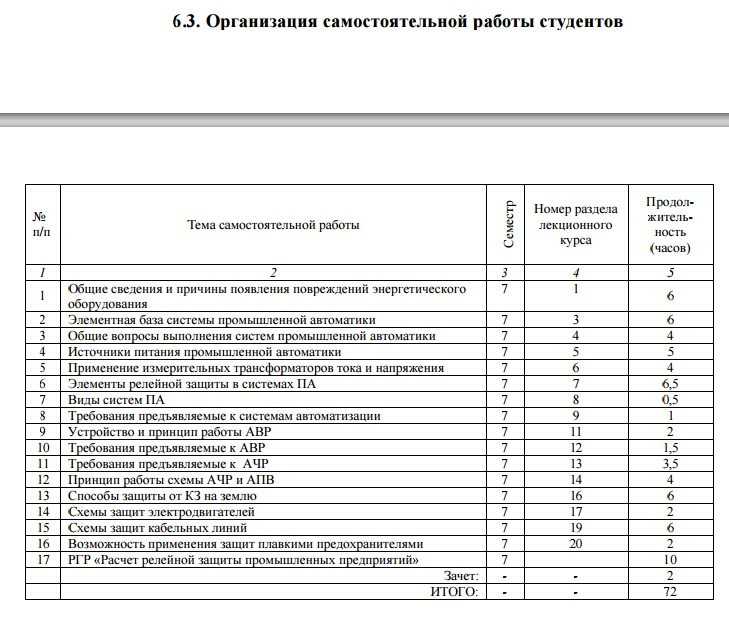 6.3. Организация самостоятельной работы студентов
№ п/п Тема самостоятельной работы Семестр Номер раздела лекционного курса Продол-житель-ность (часов)
1 2 3 4 5
1 Общие сведения и причины появления повреждений энергетического оборудования 7 1 6
2 Элементная база системы промышленной автоматики 7 3 6
3 Общие вопросы выполнения систем промышленной автоматики 7 4 4
4 Источники питания промышленной автоматики 7 5 5
5 Применение измерительных трансформаторов тока и напряжения 7 6 4
6 Элементы релейной защиты в системах ПА 7 7 6,5
7 Виды систем ПА 7 8 0,5
8 Требования предъявляемые к системам автоматизации 7 9 1
9 Устройство и принцип работы АВР 7 11 2
10 Требования предъявляемые к АВР 7 12 1,5
11 Требования предъявляемые к АЧР 7 13 3,5
12 Принцип работы схемы АЧР и АПВ 7 14 4
13 Способы защиты от КЗ на землю 7 16 6
14 Схемы защит электродвигателей 7 17 2
15 Схемы защит кабельных линий 7 19 6
16 Возможность применения защит плавкими предохранителями 7 20 2
17 РГР «Расчет релейной защиты промышленных предприятий» 7 10
Зачет: - - 2
ИТОГО: - - 72